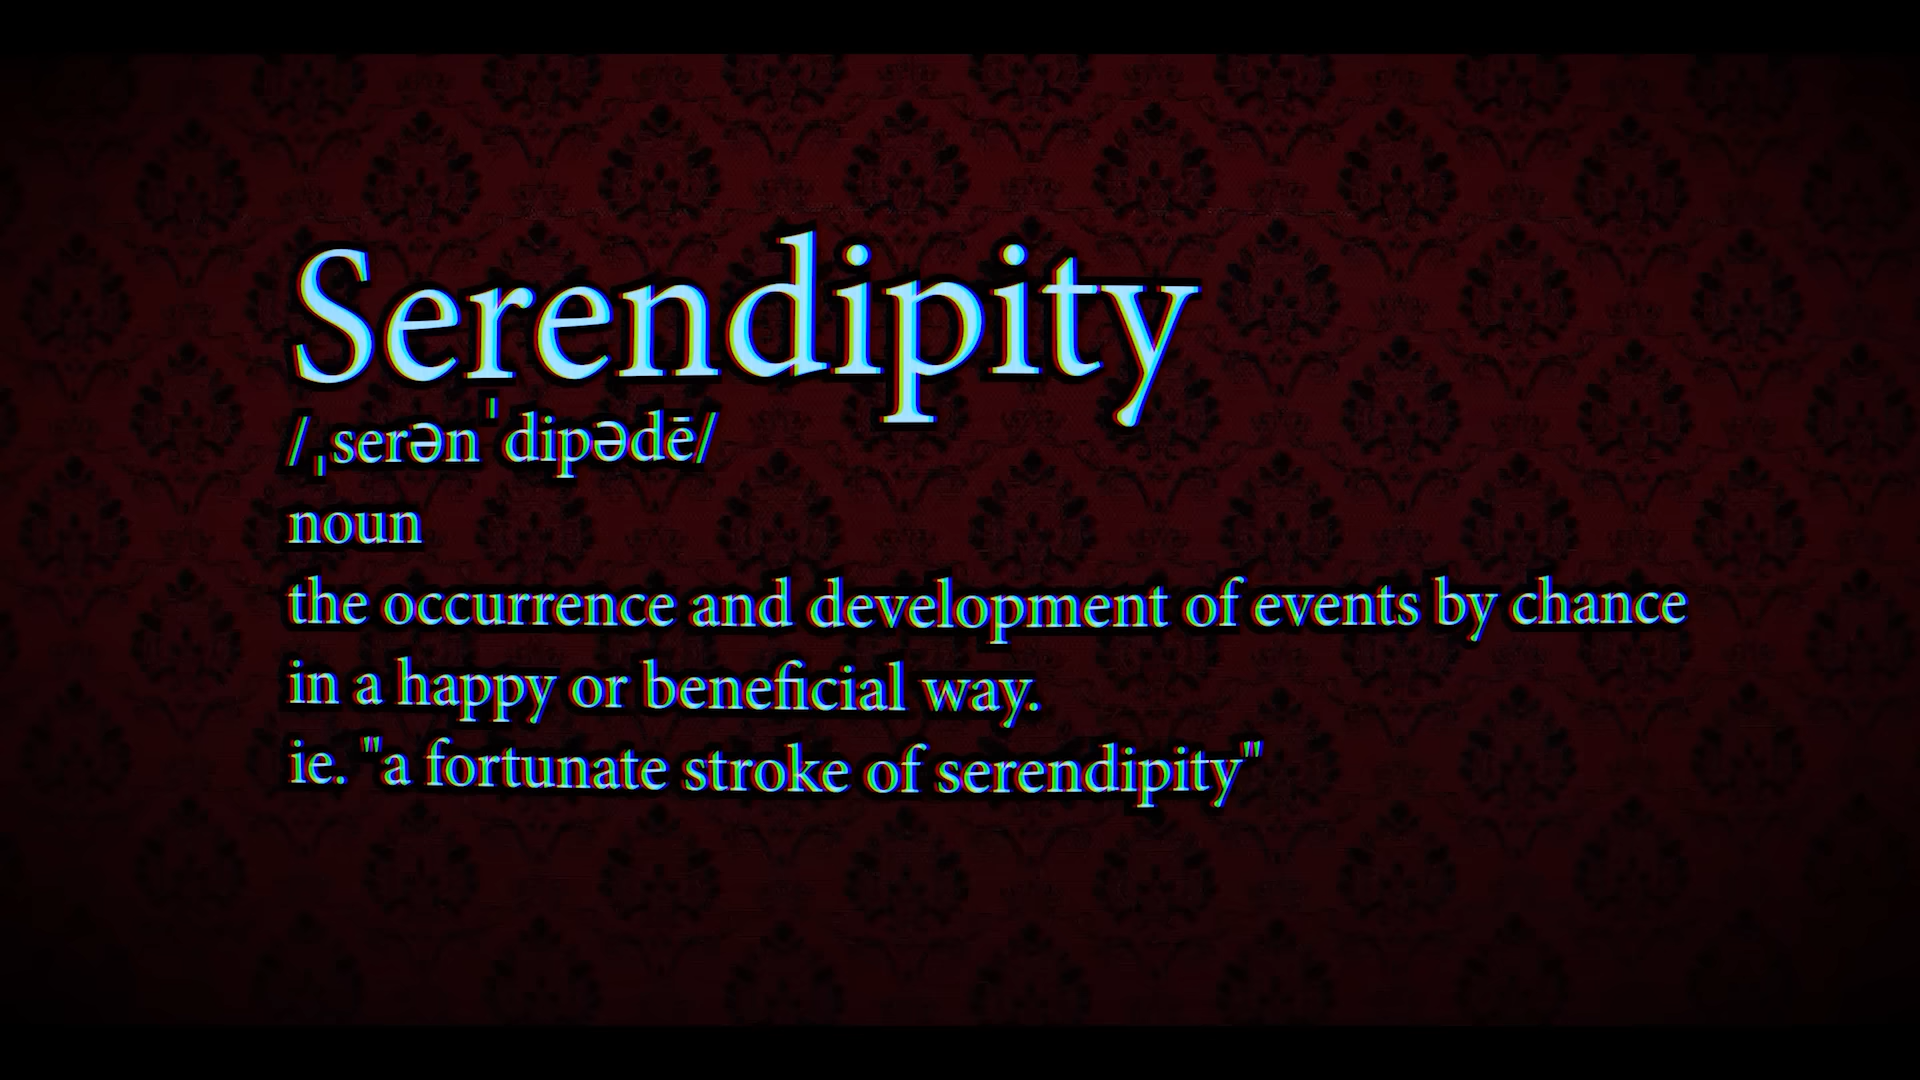 Serendipity
/ˌserənˈdipədē/
noun
the occurrence and development of events by chance
in a happy or beneficial way.
ie. "a fortunate stroke of serendipity"